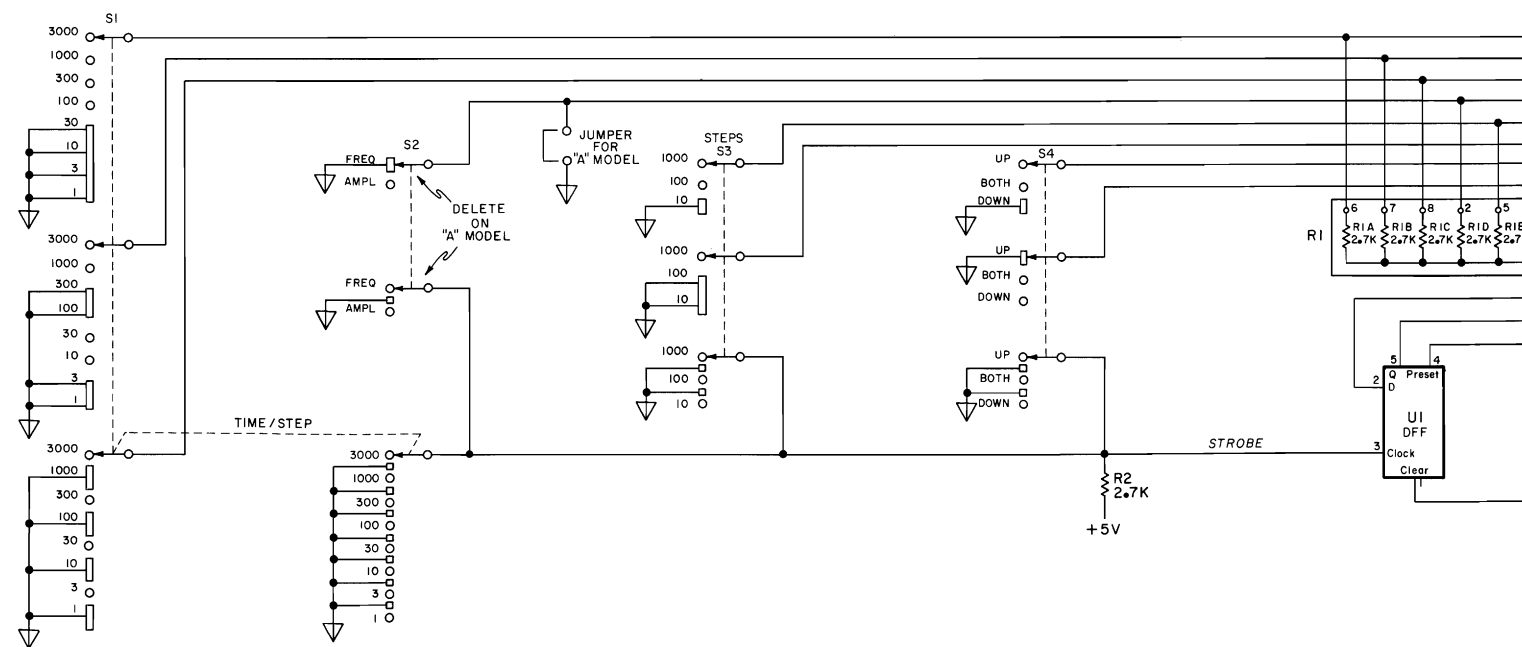 S1
3000
1000
300
100
30
10
3
1
3000
1000
300
100
30
10
3
1
3000
1000
300
100
30
10
3
1
TIME/STEP
3000
1000
300
100
30
10
3
1
S2
FREQ
AMPL
DELETE
ON
"A" MODEL
FREQ
AMPL
JUMPER
FOR
"A" MODEL
STEPS
S3
1000
100
10
1000
100
10
1000
100
10
S4
UP
BOTH
DOWN
UP
BOTH
DOWN
UP
BOTH
DOWN
STROBE
R2
2.7K
+5V
R1
6
7
8
2
5
R1A
2.7K
R1B
2.7K
R1C
2.7K
R1D
2.7K
5
4
Q Preset
2
D
U1
DFF
3
Clock
Clear
1